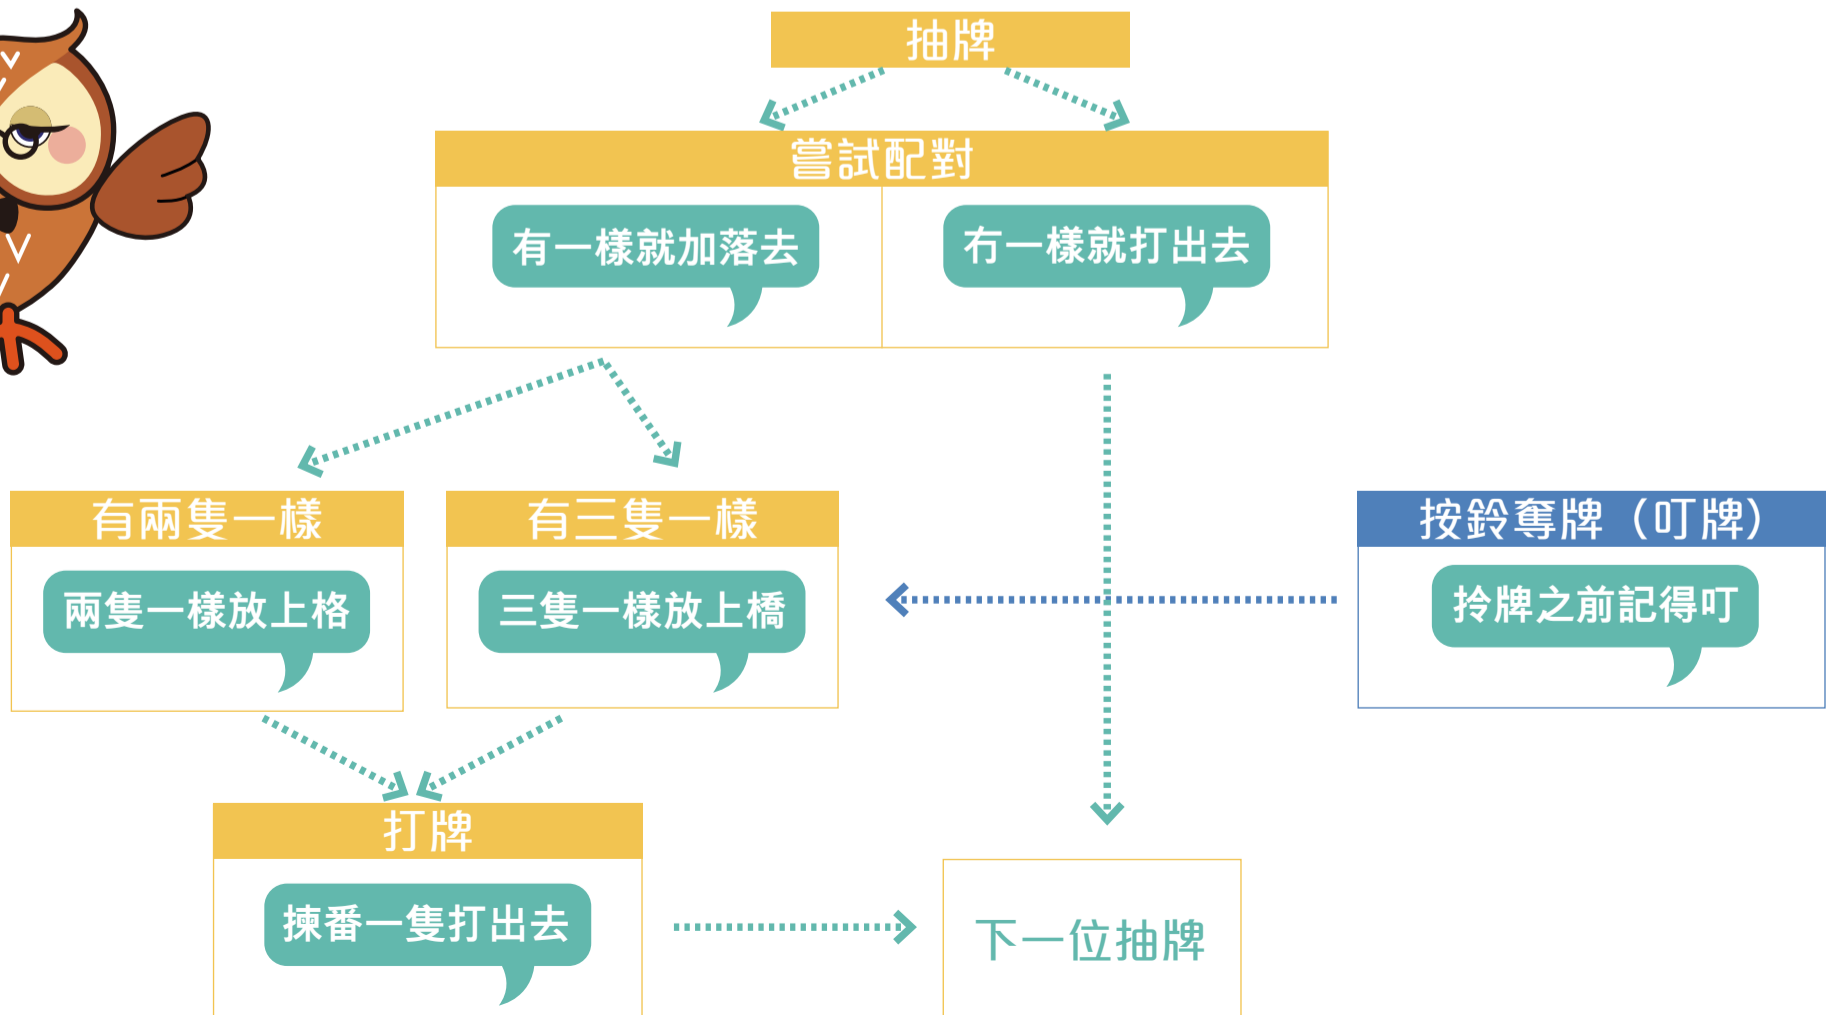 抽牌
嘗試配對
有一樣就加落去
冇一樣就打出去
有兩隻一樣
兩隻一樣放上格
有三隻一樣
三隻一樣放上橋
按鈴奪牌（叮牌）
拎牌之前記得叮
打牌
揀番一隻打出去
下一位抽牌